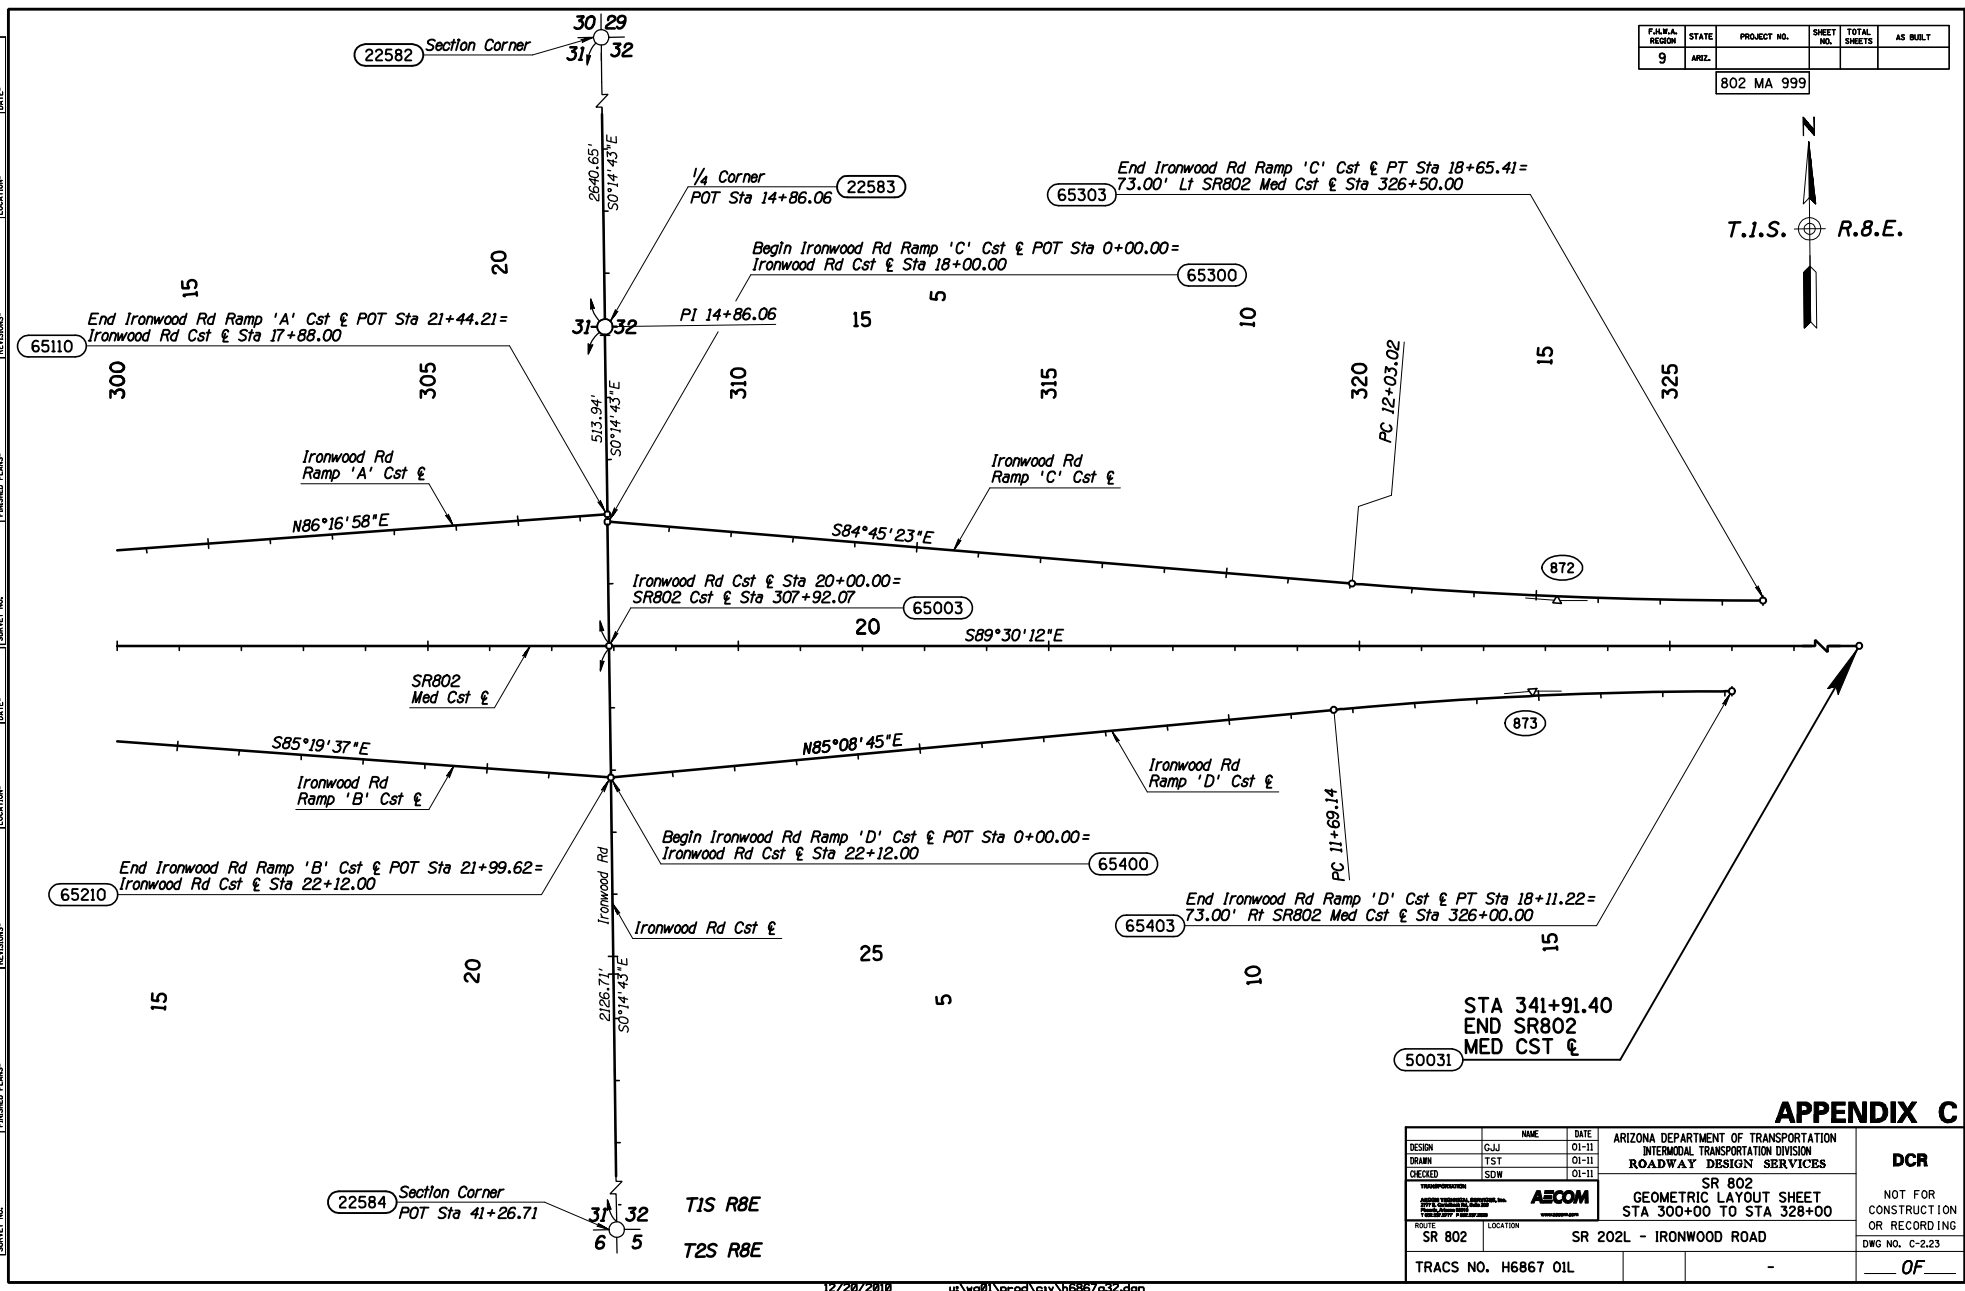 30 29
31 32
22582 Section Corner
F.H.W.A. REGION STATE PROJECT NO. SHEET NO. TOTAL SHEETS AS BUILT
9 ARIZ.
802 MA 999
N
T.1.S. R.8.E.
2640.65'
S0°14'43"E
1/4 Corner
POT Sta 14+86.06
22583
End Ironwood Rd Ramp 'C' Cst ℄ PT Sta 18+65.41=
73.00' Lt SR802 Med Cst ℄ Sta 326+50.00
65303
Begin Ironwood Rd Ramp 'C' Cst ℄ POT Sta 0+00.00=
Ironwood Rd Cst ℄ Sta 18+00.00
65300
15
20
5
15
10
15
PI 14+86.06
31 32
End Ironwood Rd Ramp 'A' Cst ℄ POT Sta 21+44.21=
Ironwood Rd Cst ℄ Sta 17+88.00
65110
300
305
310
315
320
325
PC 12+03.02
513.94'
S0°14'43"E
Ironwood Rd
Ramp 'A' Cst ℄
Ironwood Rd
Ramp 'C' Cst ℄
N86°16'58"E
S84°45'23"E
872
Ironwood Rd Cst ℄ Sta 20+00.00=
SR802 Cst ℄ Sta 307+92.07
65003
20
S89°30'12"E
SR802
Med Cst ℄
873
S85°19'37"E
N85°08'45"E
Ironwood Rd
Ramp 'B' Cst ℄
Ironwood Rd
Ramp 'D' Cst ℄
PC 11+69.14
Begin Ironwood Rd Ramp 'D' Cst ℄ POT Sta 0+00.00=
Ironwood Rd Cst ℄ Sta 22+12.00
65400
End Ironwood Rd Ramp 'B' Cst ℄ POT Sta 21+99.62=
Ironwood Rd Cst ℄ Sta 22+12.00
65210
Ironwood Rd
Ironwood Rd Cst ℄
End Ironwood Rd Ramp 'D' Cst ℄ PT Sta 18+11.22=
73.00' Rt SR802 Med Cst ℄ Sta 326+00.00
65403
15
20
25
5
10
15
2126.71'
S0°14'43"E
STA 341+91.40
END SR802
MED CST ℄
50031
22584 Section Corner
POT Sta 41+26.71
31 32
6 5
T1S R8E
T2S R8E
APPENDIX C
NAME DATE
DESIGN GJJ 01-11
DRAWN TST 01-11
CHECKED SDW 01-11
ARIZONA DEPARTMENT OF TRANSPORTATION
INTERMODAL TRANSPORTATION DIVISION
ROADWAY DESIGN SERVICES
DCR
TRANSPORTATION
AECOM
SR 802
GEOMETRIC LAYOUT SHEET
STA 300+00 TO STA 328+00
NOT FOR
CONSTRUCTION
OR RECORDING
ROUTE
SR 802
LOCATION
SR 202L - IRONWOOD ROAD
DWG NO. C-2.23
TRACS NO. H6867 01L
-
OF
12/20/2010